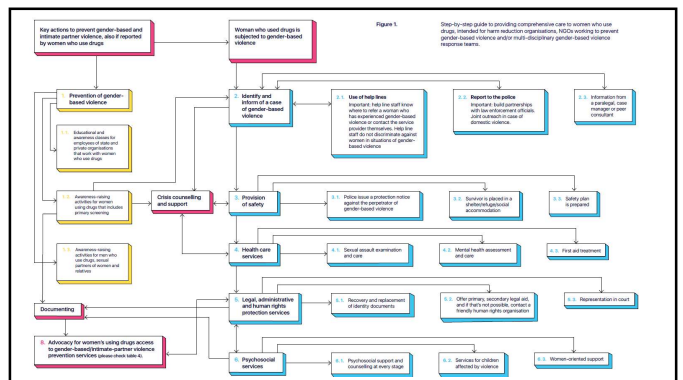 Key actions to prevent gender-based and
intimate partner violence, also if reported
by women who use drugs
Woman who used drugs is
subjected to gender-based
violence
Figure 1.
Step-by-step guide to providing comprehensive care to women who use
drugs, intended for harm reduction organisations, NGOs working to prevent
gender-based violence and/or multi-disciplinary gender-based violence
response teams.
1. Prevention of gender-
based violence
Educational and
awareness classes for
employees of state and
private organisations
that work with women
who use drugs
Awareness-raising
activities for women
using drugs that includes
primary screening
Awareness-raising
activities for men who
use drugs, sexual
partners of women and
relatives
Crisis counselling
and support
Documenting
8. Advocacy for women's using drugs access
to gender-based/intimate-partner violence
prevention services (please check table 4).
2. Identify and
inform of a case
of gender-based
violence
2.1. Use of help lines
Important: help line staff know
where to refer a woman who
has experienced gender-based
violence or contact the service
provider themselves. Help line
staff do not discriminate against
women in situations of gender-
based violence
2.2. Report to the police
Important: build partnerships
with law enforcement officials.
Joint outreach in case of
domestic violence.
2.3. Information from
a paralegal, case
manager or peer
consultant
3. Provision
of safety
3.1. Police issue a protection notice
against the perpetrator of
gender-based violence
3.2. Survivor is placed in a
shelter/refuge/social
accommodation
3.3. Safety plan
is prepared
4. Health care
services
4.1. Sexual assault examination
and care
4.2. Mental health assessment
and care
4.3. First aid treatment
5. Legal, administrative
and human rights
protection services
5.1. Recovery and replacement
of identity documents
Offer primary, secondary legal aid,
and if that's not possible, contact a
friendly human rights organisation
Representation in court
6. Psychosocial
services
6.1. Psychosocial support and
counselling at every stage
6.2. Services for children
affected by violence
6.3. Women-oriented support